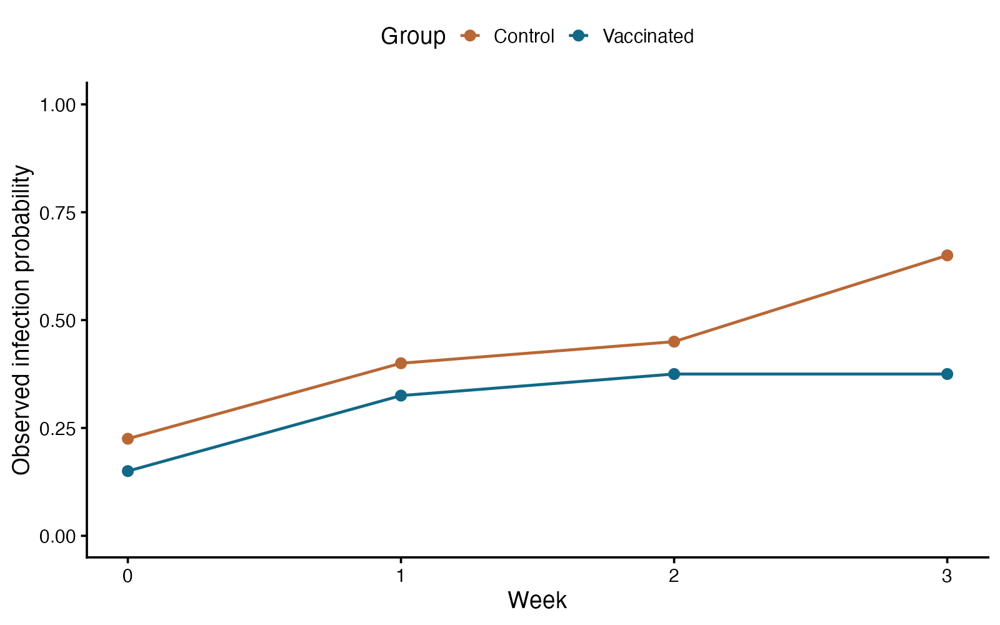 Group Control Vaccinated
Observed infection probability
1.00
0.75
0.50
0.25
0.00
0 1 2 3
Week